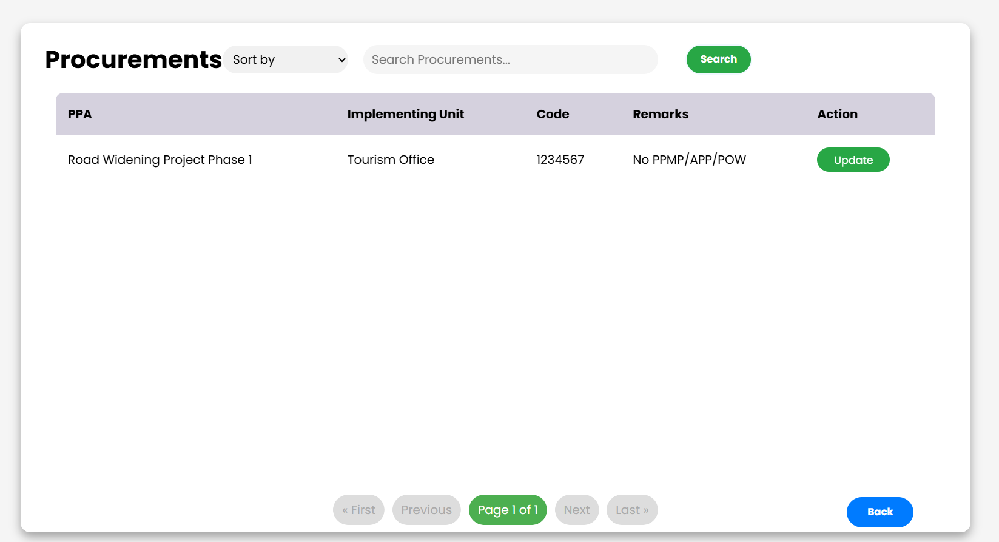 Procurements Sort by Search Procurements... Search
PPA Implementing Unit Code Remarks Action
Road Widening Project Phase 1 Tourism Office 1234567 No PPMP/APP/POW Update
« First Previous Page 1 of 1 Next Last » Back